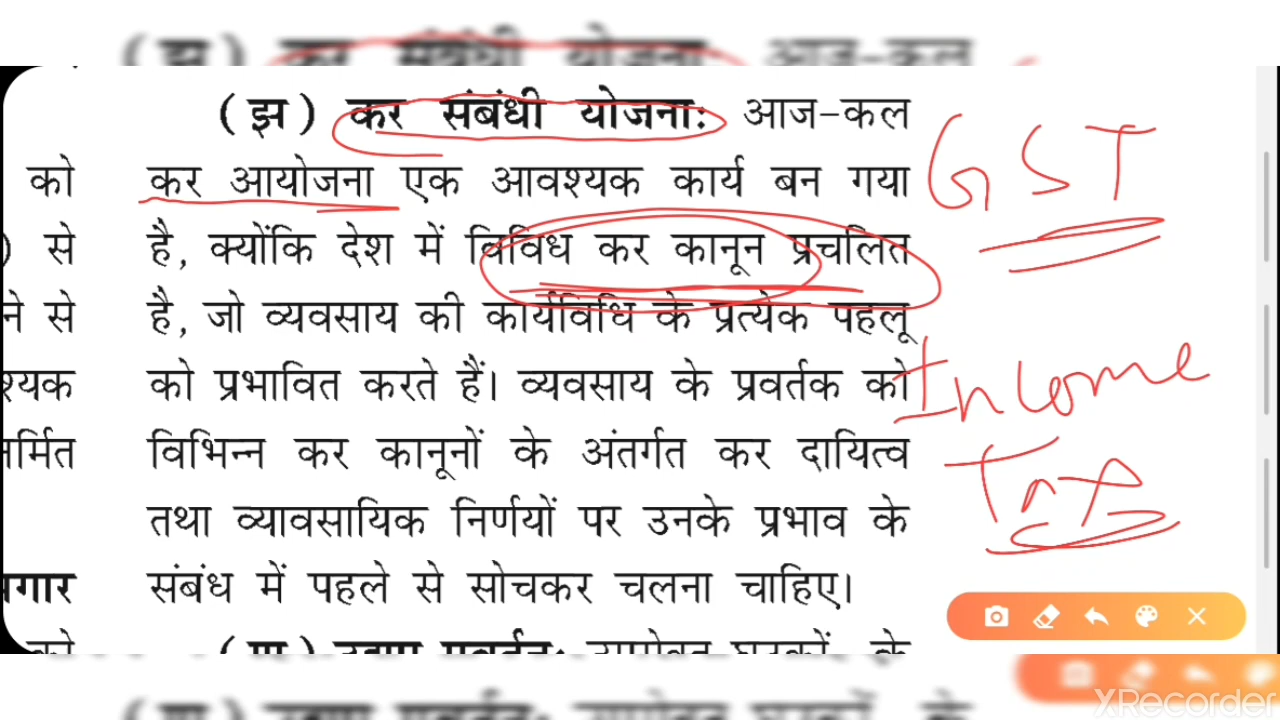 (झ) कर संबंधी योजना: आज-कल
कर आयोजना एक आवश्यक कार्य बन गया
है, क्योंकि देश में विविध कर कानून प्रचलित
है, जो व्यवसाय की कार्यविधि के प्रत्येक पहलू
को प्रभावित करते हैं। व्यवसाय के प्रवर्तक को
विभिन्न कर कानूनों के अंतर्गत कर दायित्व
तथा व्यावसायिक निर्णयों पर उनके प्रभाव के
संबंध में पहले से सोचकर चलना चाहिए।
को
से
ने से
GST
Income
Tax
XRecorder